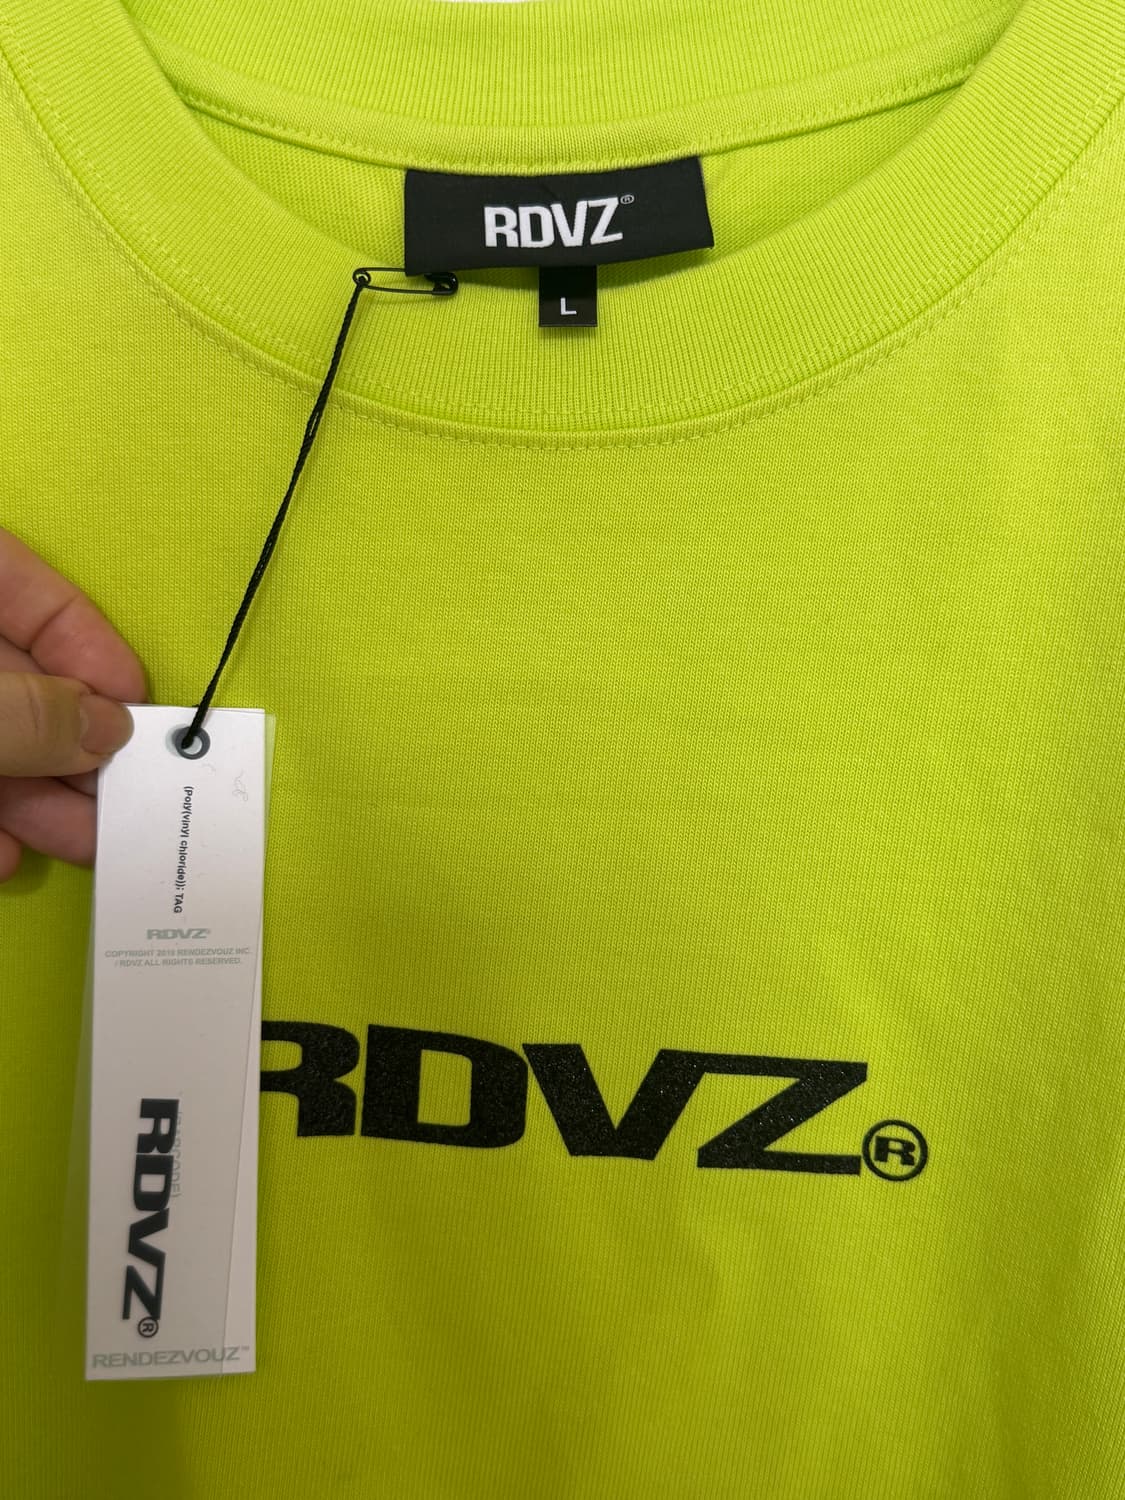 RDVZ®
L
(Poly(vinyl chloride)); TAG
RDVZ®
COPYRIGHT 2018 RENDEZVOUZ INC.
/ RDVZ ALL RIGHTS RESERVED.
RDVZ®
RDVZ®
RENDEZVOUZ™